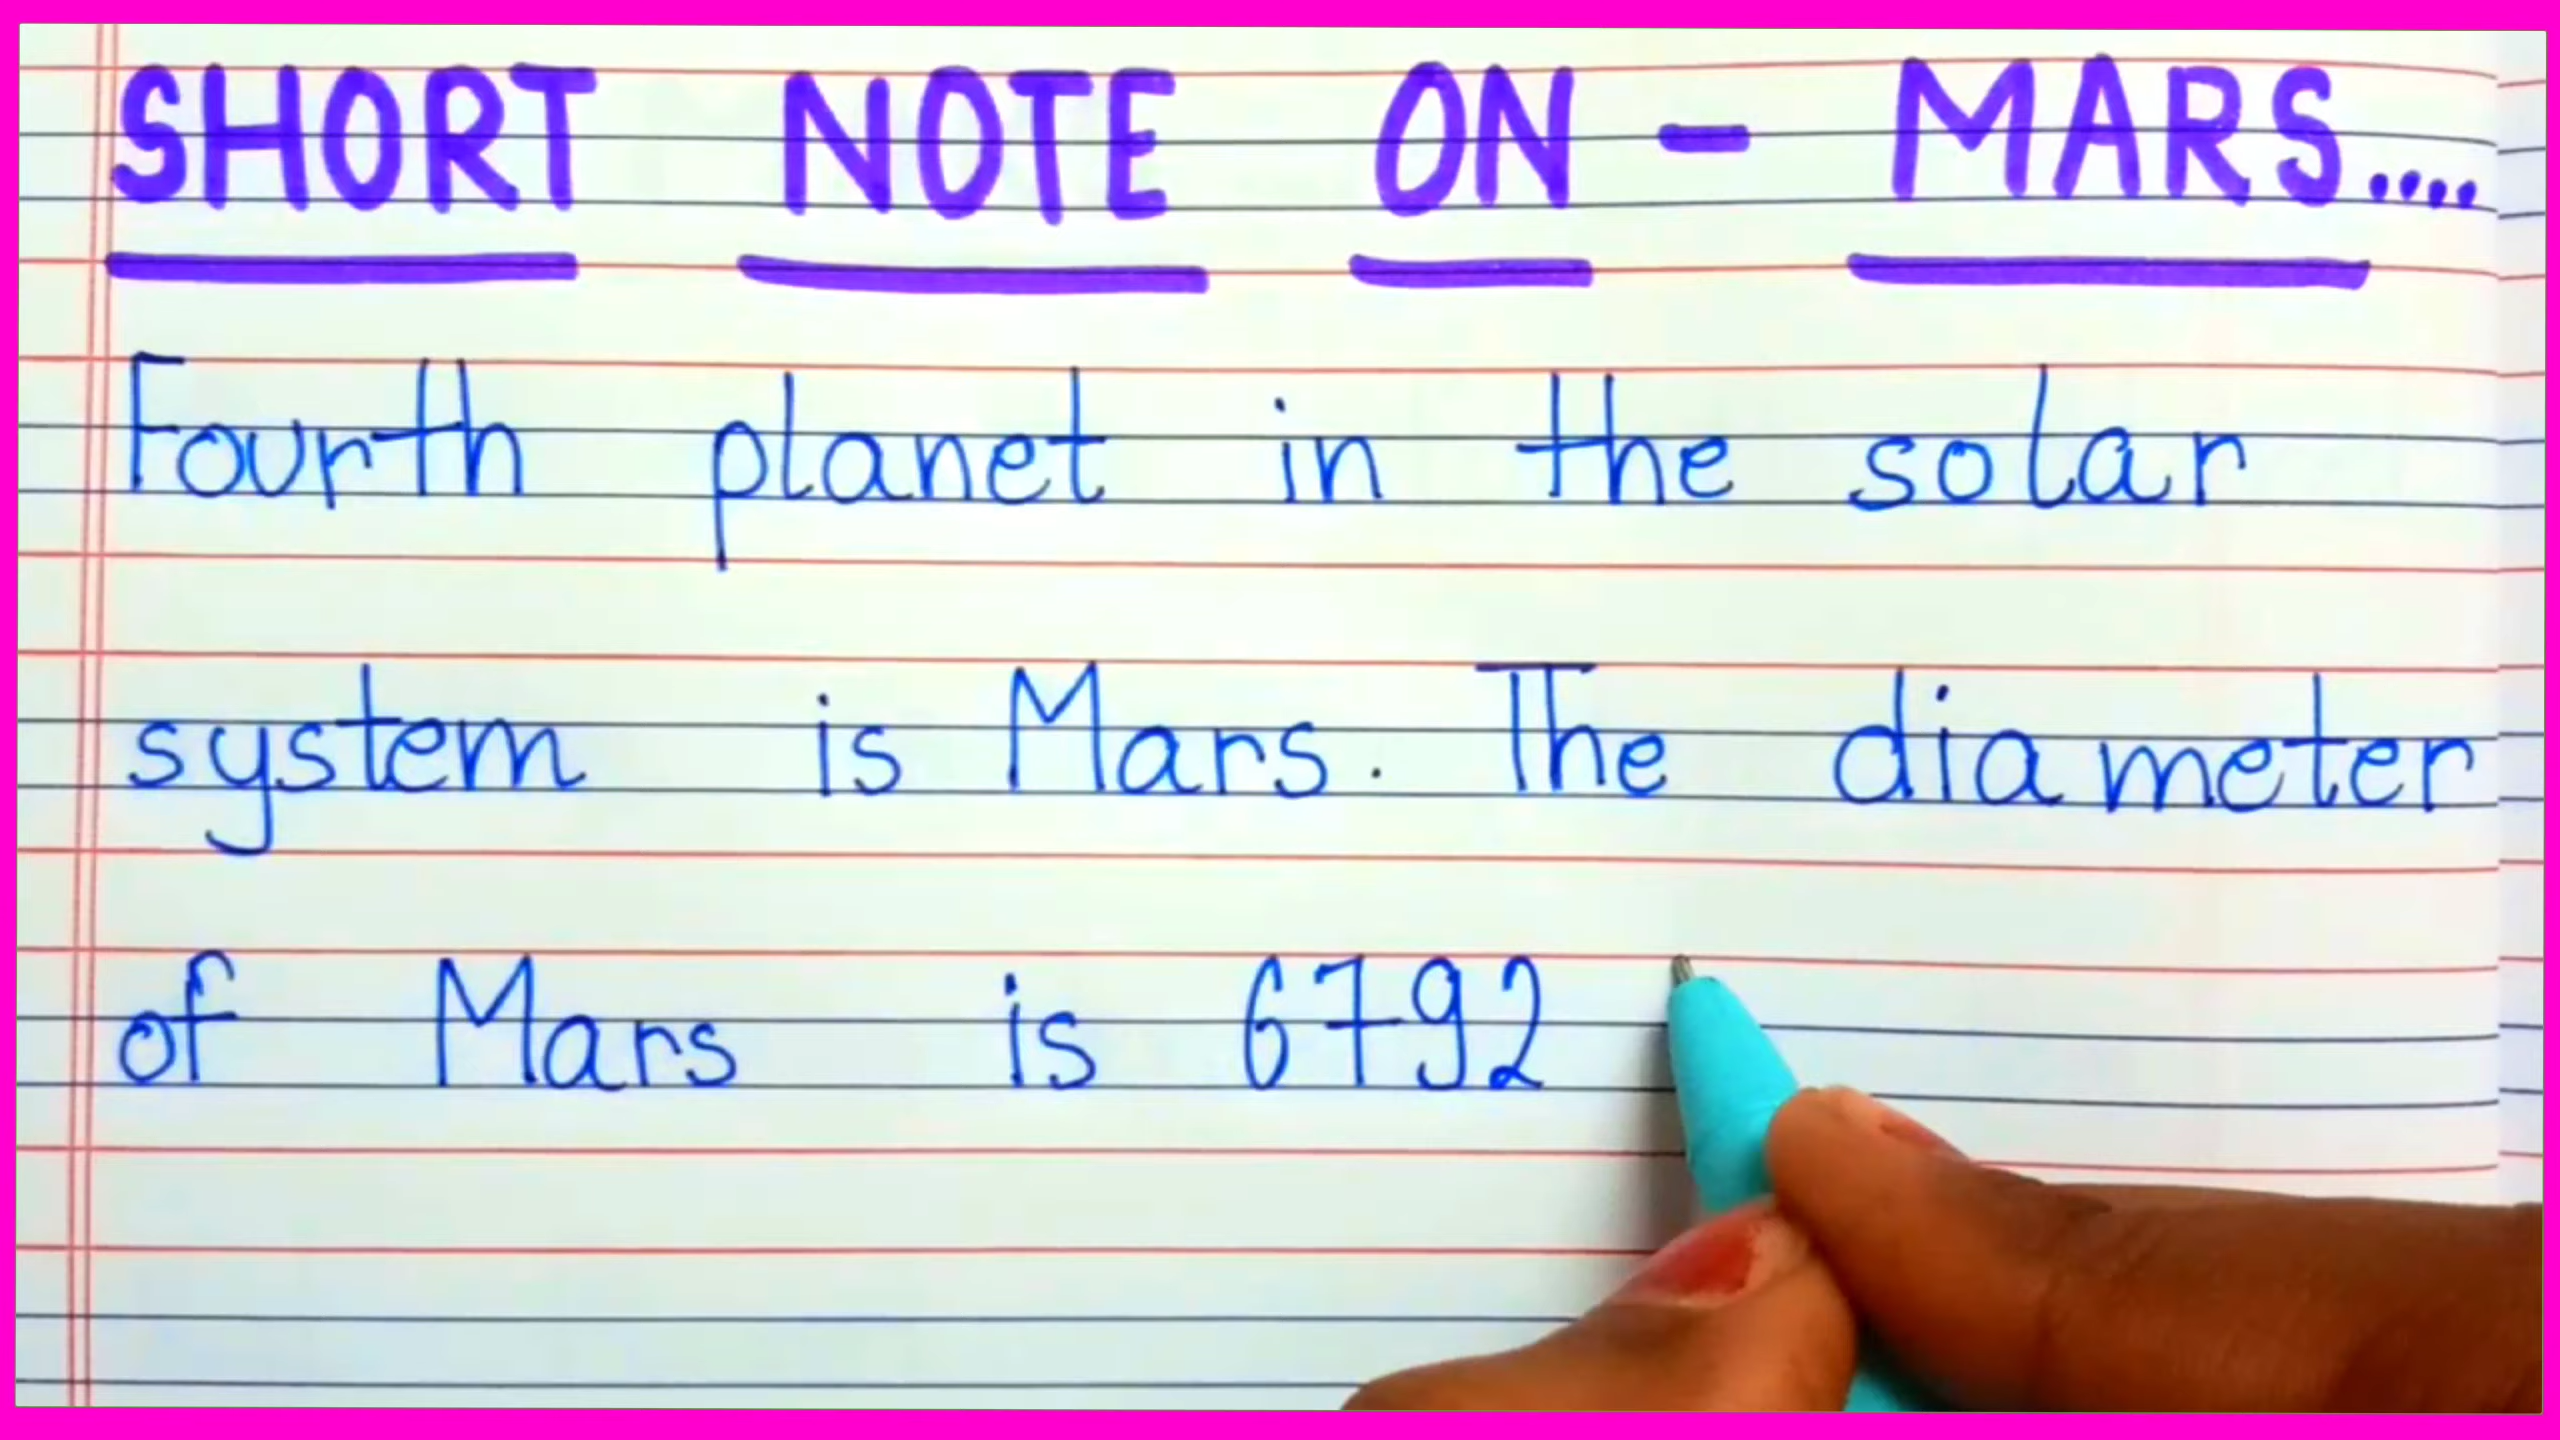 SHORT NOTE ON - MARS....
Fourth planet in the solar
system is Mars. The diameter
of Mars is 6792